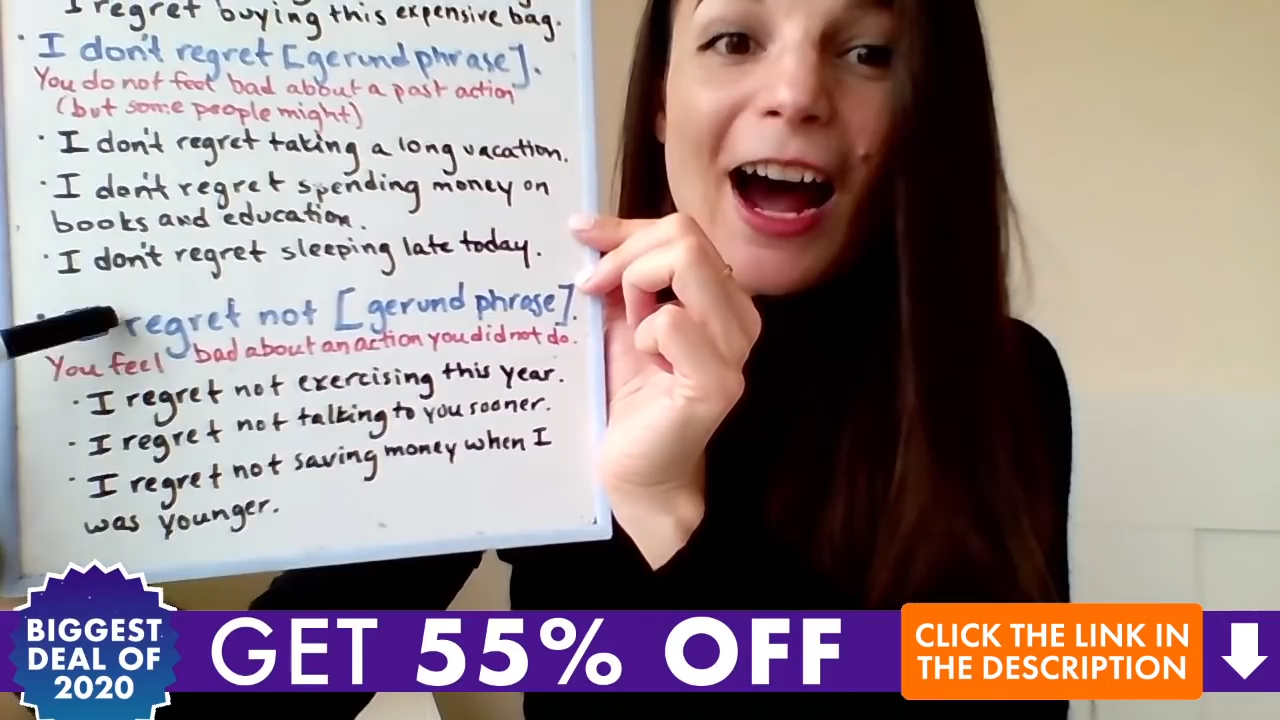 I regret buying this expensive bag.
· I don't regret [gerund phrase].
You do not feel bad about a past action
(but some people might)
· I don't regret taking a long vacation.
· I don't regret spending money on
books and education.
· I don't regret sleeping late today.
· regret not [gerund phrase].
You feel bad about an action you did not do.
· I regret not exercising this year.
· I regret not talking to you sooner.
· I regret not saving money when I
was younger.
BIGGEST
DEAL OF
2020
GET 55% OFF
CLICK THE LINK IN
THE DESCRIPTION